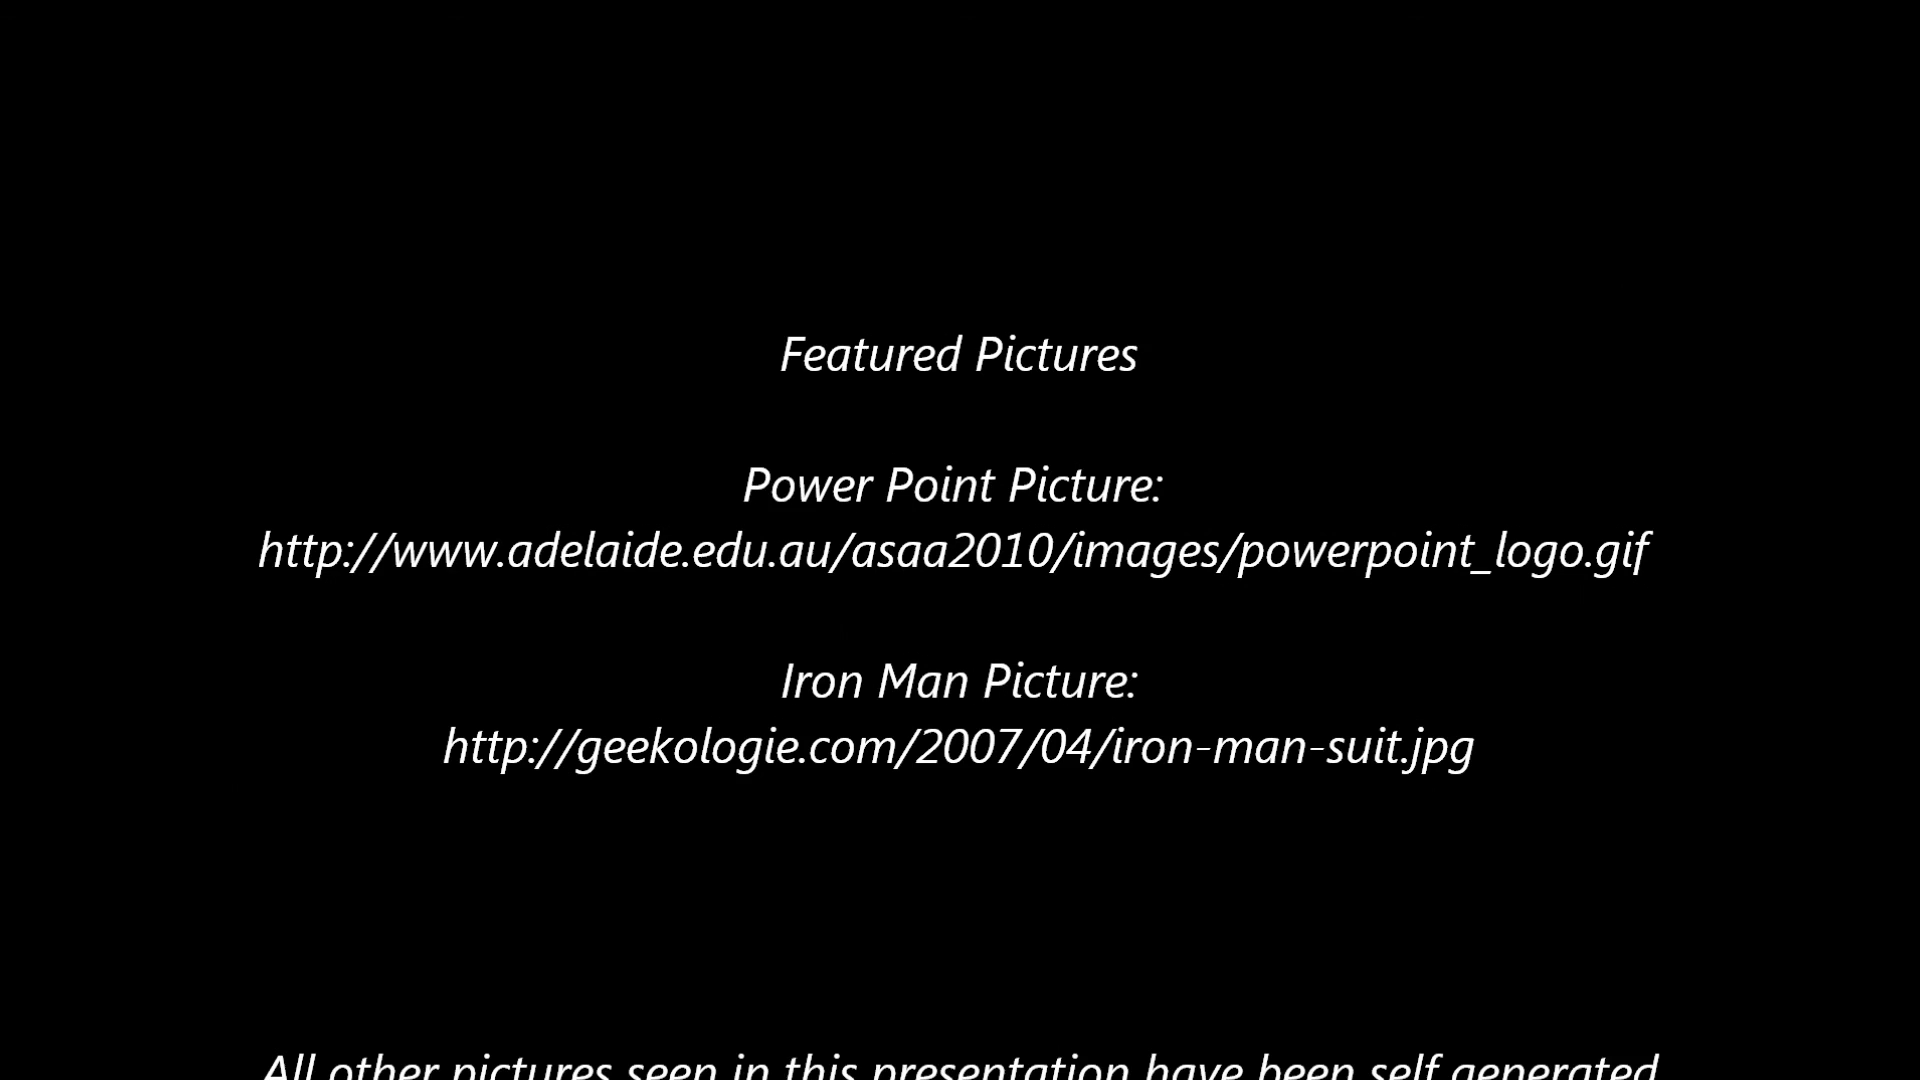 Featured Pictures
Power Point Picture:
http://www.adelaide.edu.au/asaa2010/images/powerpoint_logo.gif
Iron Man Picture:
http://geekologie.com/2007/04/iron-man-suit.jpg
All other pictures seen in this presentation have been self generated